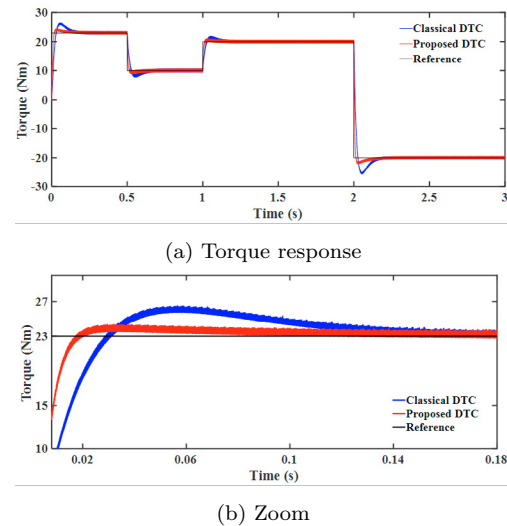 30
20
10
0
-10
-20
-30
Torque (Nm)
Classical DTC
Proposed DTC
Reference
0 0.5 1 1.5 2 2.5 3
Time (s)
(a) Torque response
27
23
15
10
Torque (Nm)
Classical DTC
Proposed DTC
Reference
0.02 0.06 0.1 0.14 0.18
Time (s)
(b) Zoom